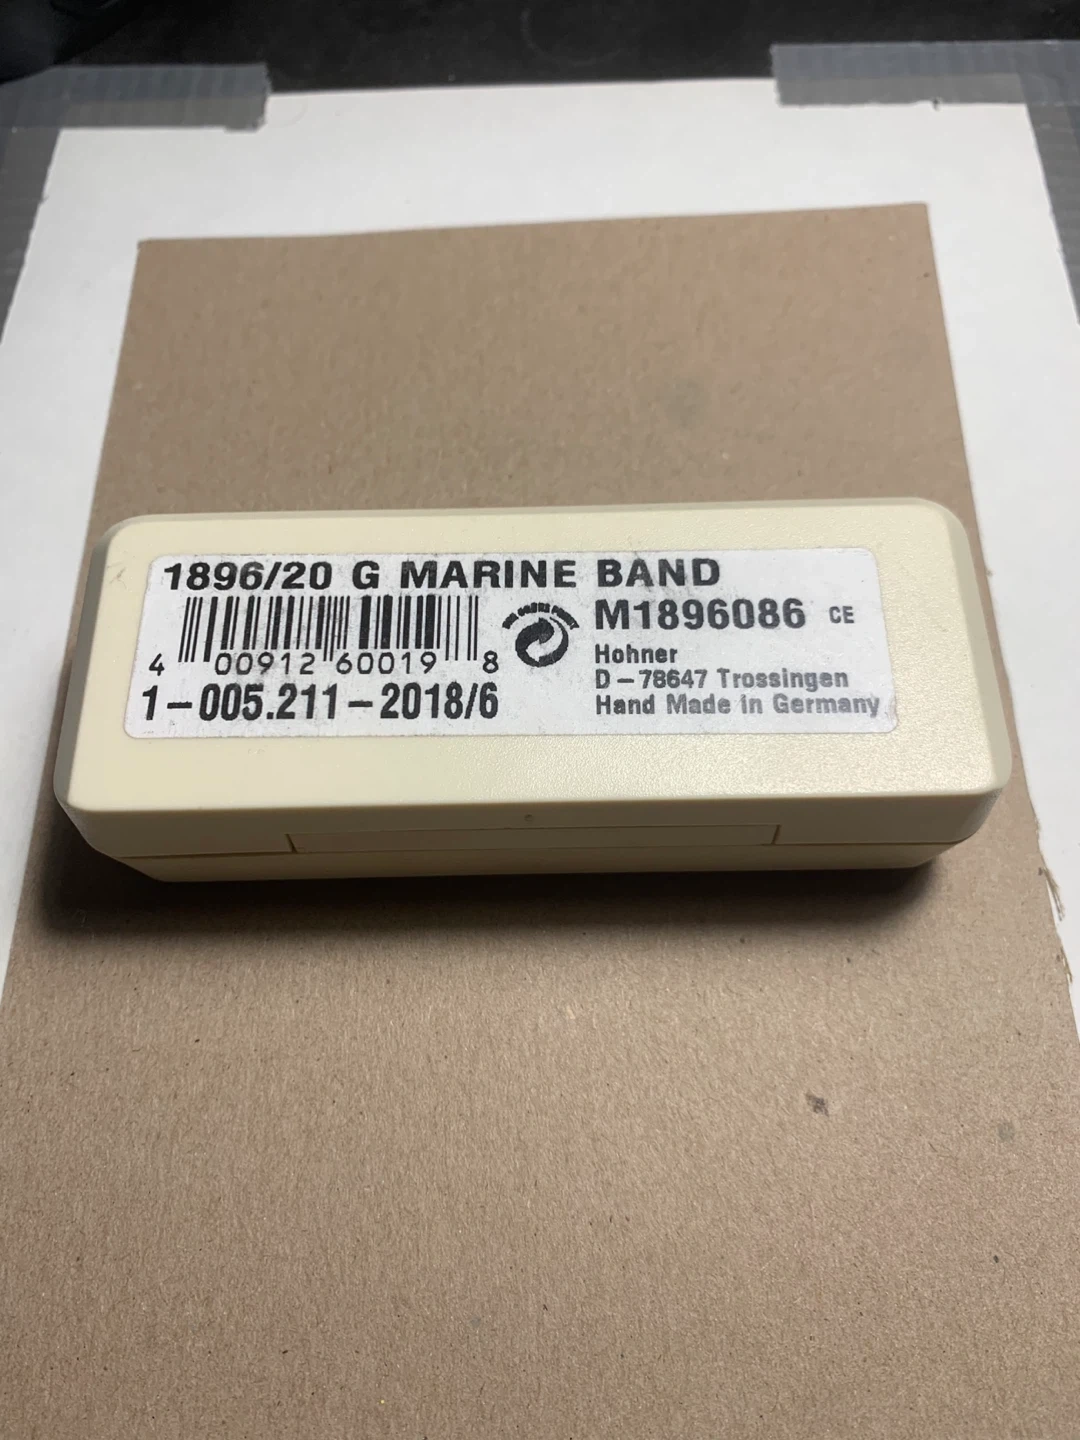 1896/20 G MARINE BAND
M1896086 CE
4 00912 60019 8
Hohner
D-78647 Trossingen
1-005.211-2018/6
Hand Made in Germany